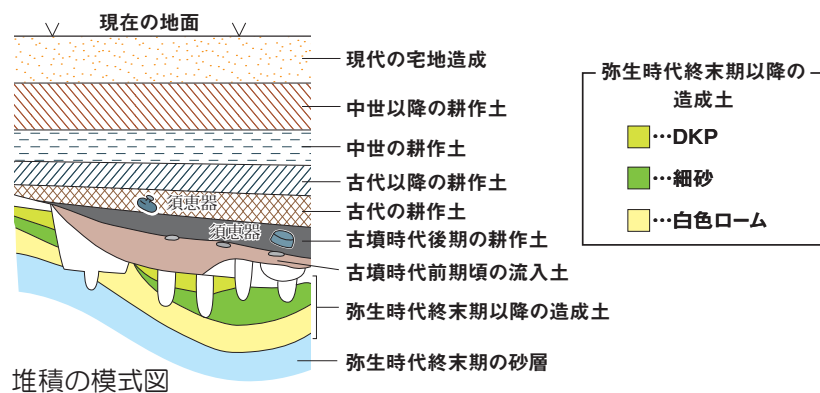 現在の地面
現代の宅地造成
中世以降の耕作土
中世の耕作土
古代以降の耕作土
須恵器
古代の耕作土
須恵器
古墳時代後期の耕作土
古墳時代前期頃の流入土
弥生時代終末期以降の造成土
弥生時代終末期の砂層
堆積の模式図
弥生時代終末期以降の
造成土
…DKP
…細砂
…白色ローム